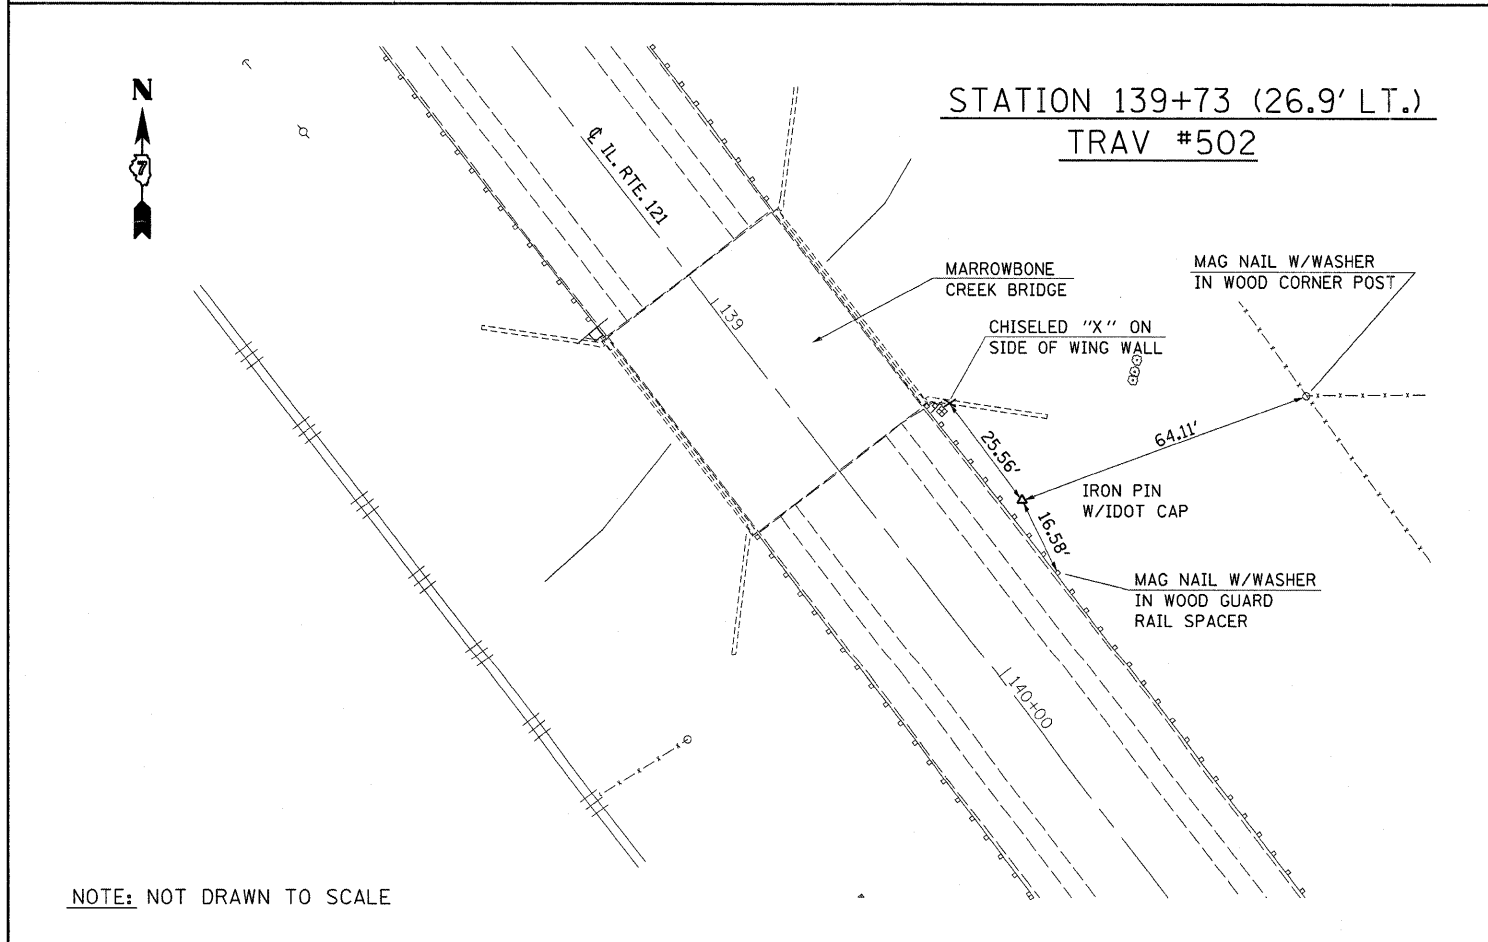 N
7
STATION 139+73 (26.9' LT.)
TRAV #502
℄ IL. RTE. 121
139
MARROWBONE
CREEK BRIDGE
MAG NAIL W/WASHER
IN WOOD CORNER POST
CHISELED "X" ON
SIDE OF WING WALL
25.56'
64.11'
IRON PIN
W/IDOT CAP
16.58'
MAG NAIL W/WASHER
IN WOOD GUARD
RAIL SPACER
140+00
NOTE: NOT DRAWN TO SCALE